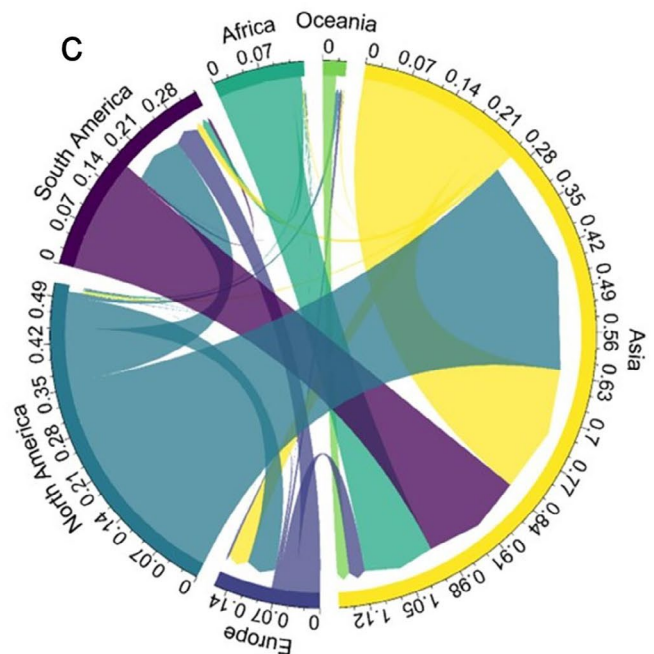 c
Oceania
0
Africa
0 0.07
Asia
0 0.07 0.14 0.21 0.28 0.35 0.42 0.49 0.56 0.63 0.7 0.77 0.84 0.91 0.98 1.05 1.12
Europe
0 0.07 0.14
North America
0 0.07 0.14 0.21 0.28 0.35 0.42 0.49
South America
0 0.07 0.14 0.21 0.28